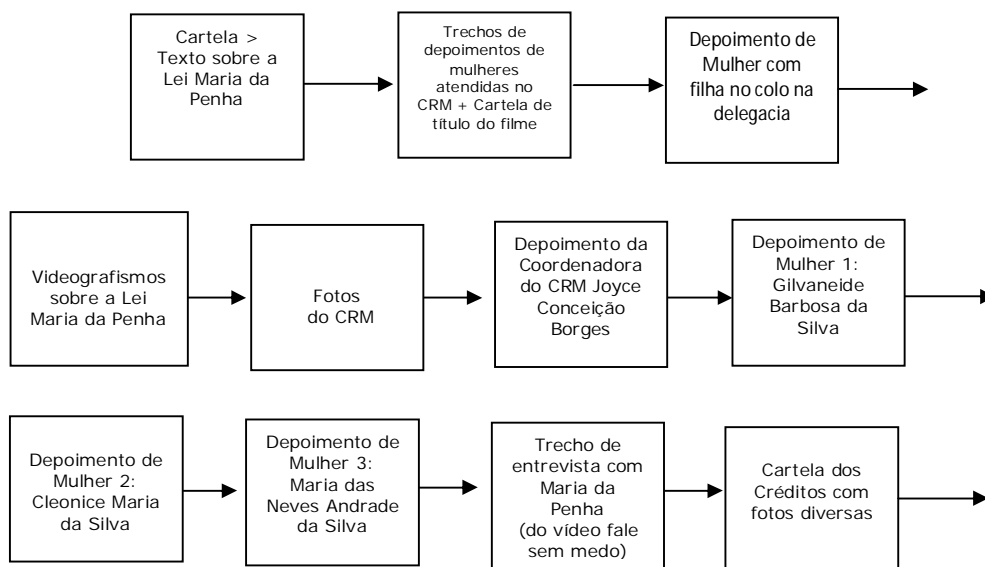 Cartela >
Texto sobre a
Lei Maria da
Penha
Trechos de
depoimentos de
mulheres
atendidas no
CRM + Cartela de
título do filme
Depoimento de
Mulher com
filha no colo na
delegacia
Videografismos
sobre a Lei
Maria da Penha
Fotos
do CRM
Depoimento da
Coordenadora
do CRM Joyce
Conceição
Borges
Depoimento de
Mulher 1:
Gilvaneide
Barbosa da
Silva
Depoimento de
Mulher 2:
Cleonice Maria
da Silva
Depoimento de
Mulher 3:
Maria das
Neves Andrade
da Silva
Trecho de
entrevista com
Maria da
Penha
(do vídeo fale
sem medo)
Cartela dos
Créditos com
fotos diversas